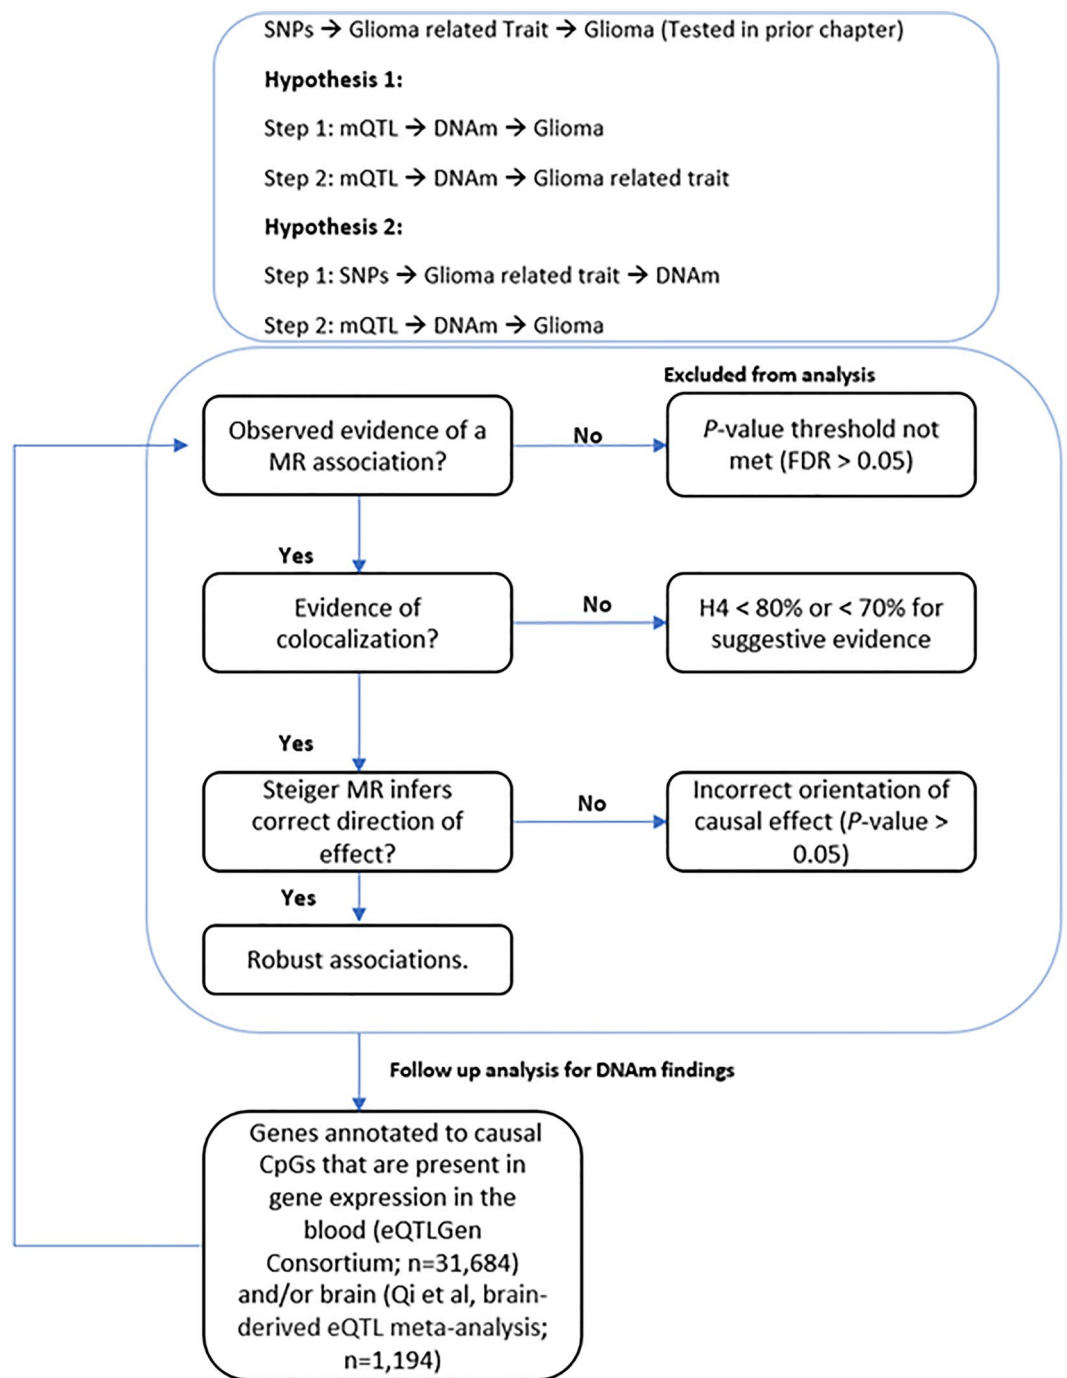 SNPs → Glioma related Trait → Glioma (Tested in prior chapter)
Hypothesis 1:
Step 1: mQTL → DNAm → Glioma
Step 2: mQTL → DNAm → Glioma related trait
Hypothesis 2:
Step 1: SNPs → Glioma related trait → DNAm
Step 2: mQTL → DNAm → Glioma
Excluded from analysis
Observed evidence of a
MR association?
No
P-value threshold not
met (FDR > 0.05)
Yes
Evidence of
colocalization?
No
H4 < 80% or < 70% for
suggestive evidence
Yes
Steiger MR infers
correct direction of
effect?
No
Incorrect orientation of
causal effect (P-value >
0.05)
Yes
Robust associations.
Follow up analysis for DNAm findings
Genes annotated to causal
CpGs that are present in
gene expression in the
blood (eQTLGen
Consortium; n=31,684)
and/or brain (Qi et al, brain-
derived eQTL meta-analysis;
n=1,194)